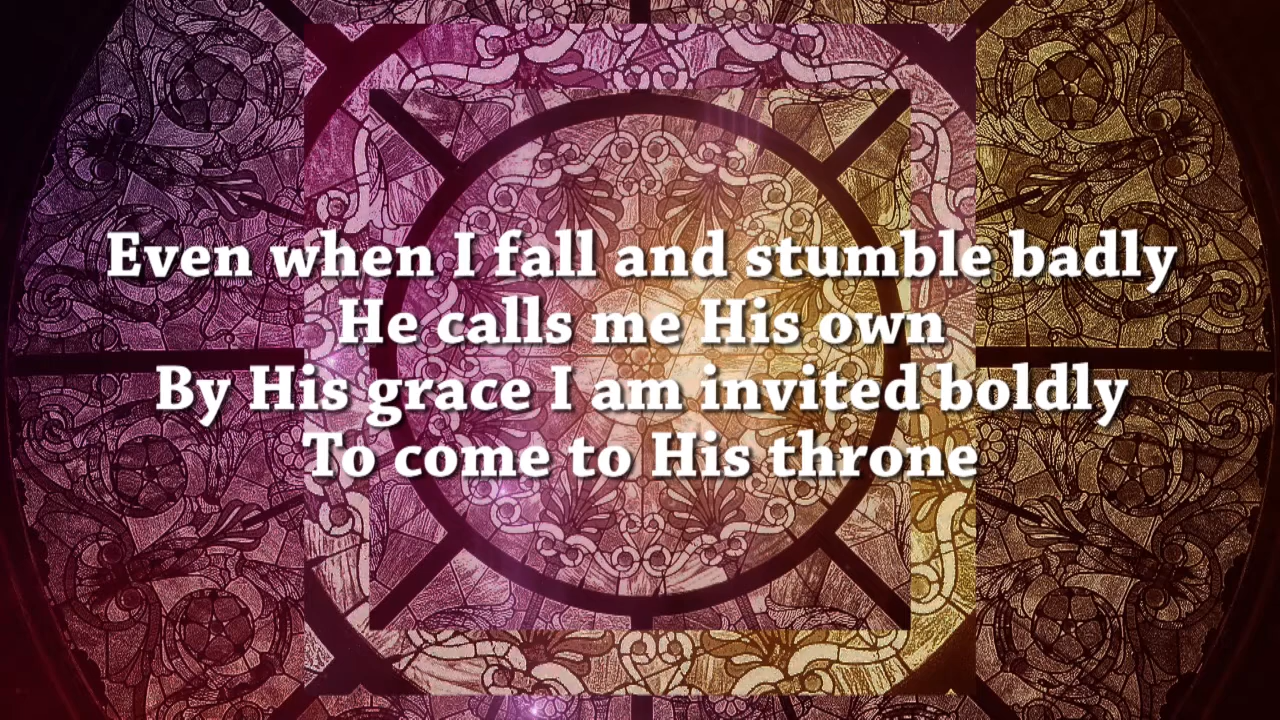 Even when I fall and stumble badly
He calls me His own
By His grace I am invited boldly
To come to His throne